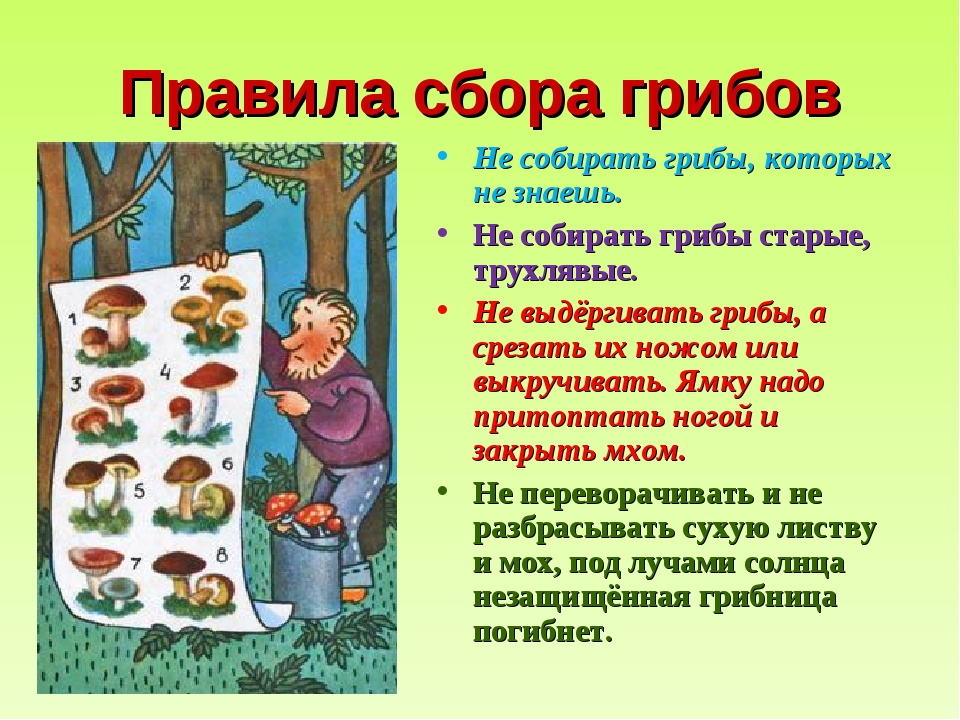 Правила сбора грибов
• Не собирать грибы, которых
не знаешь.
• Не собирать грибы старые,
трухлявые.
• Не выдёргивать грибы, а
срезать их ножом или
выкручивать. Ямку надо
притоптать ногой и
закрыть мхом.
• Не переворачивать и не
разбрасывать сухую листву
и мох, под лучами солнца
незащищённая грибница
погибнет.
1
2
3
4
5
6
7
8